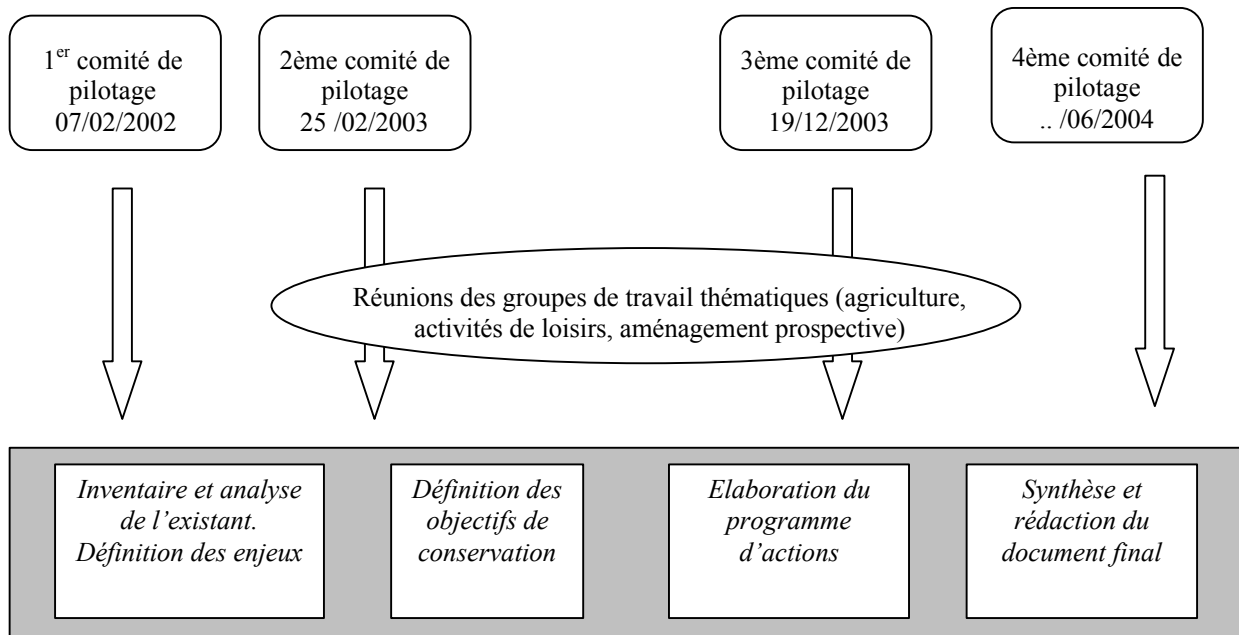 1er comité de
pilotage
07/02/2002
2ème comité de
pilotage
25 /02/2003
3ème comité de
pilotage
19/12/2003
4ème comité de
pilotage
.. /06/2004
Réunions des groupes de travail thématiques (agriculture,
activités de loisirs, aménagement prospective)
Inventaire et analyse
de l’existant.
Définition des enjeux
Définition des
objectifs de
conservation
Elaboration du
programme
d’actions
Synthèse et
rédaction du
document final